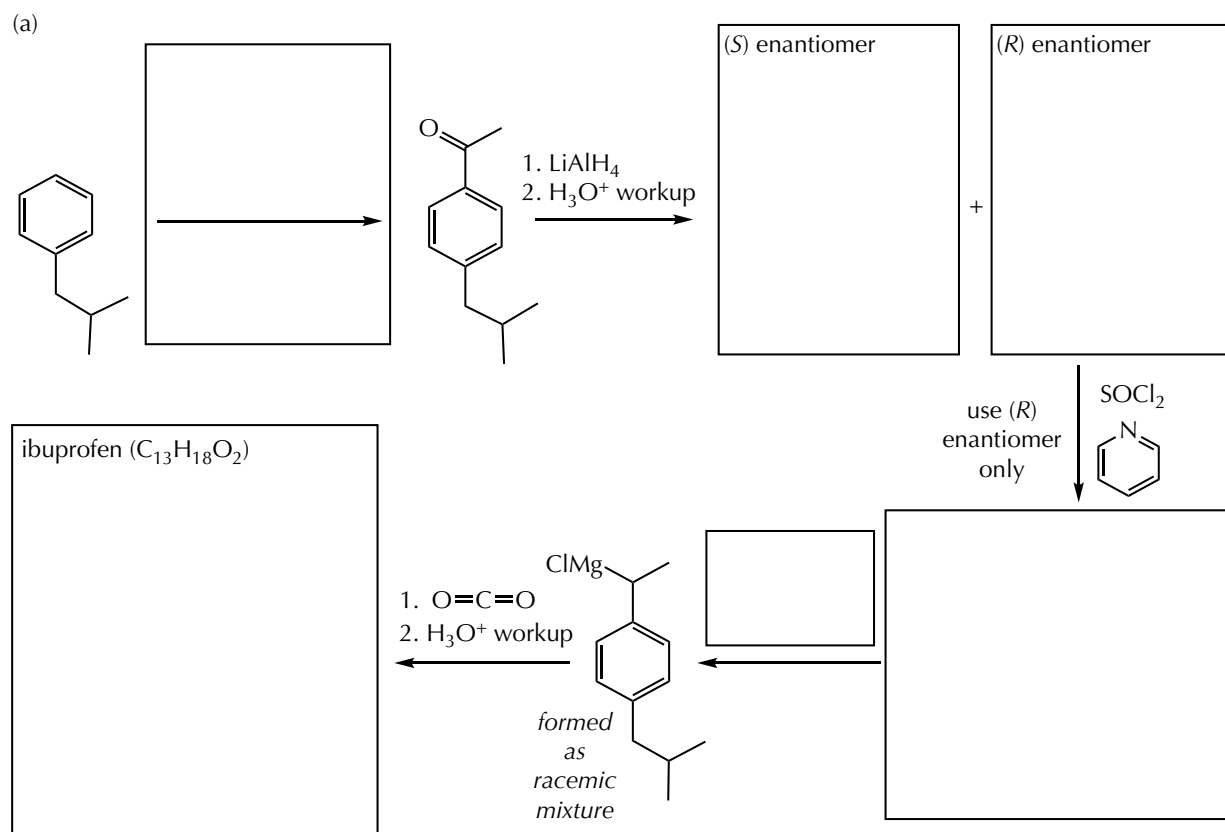 (a)
(S) enantiomer
(R) enantiomer
O
1. LiAlH4
2. H3O+ workup
+
use (R)
enantiomer
only
SOCl2
N
ibuprofen (C13H18O2)
ClMg
1. O=C=O
2. H3O+ workup
formed
as
racemic
mixture